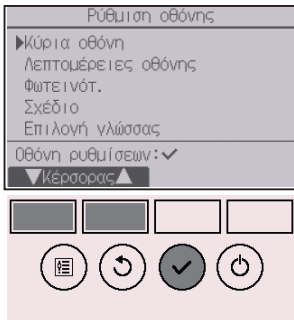 Ρύθμιση οθόνης
▶Κύρια οθόνη
Λεπτομέρειες οθόνης
Φωτεινότ.
Σχέδιο
Επιλογή γλώσσας
Οθόνη ρυθμίσεων:✓
▼Κέρσορας▲